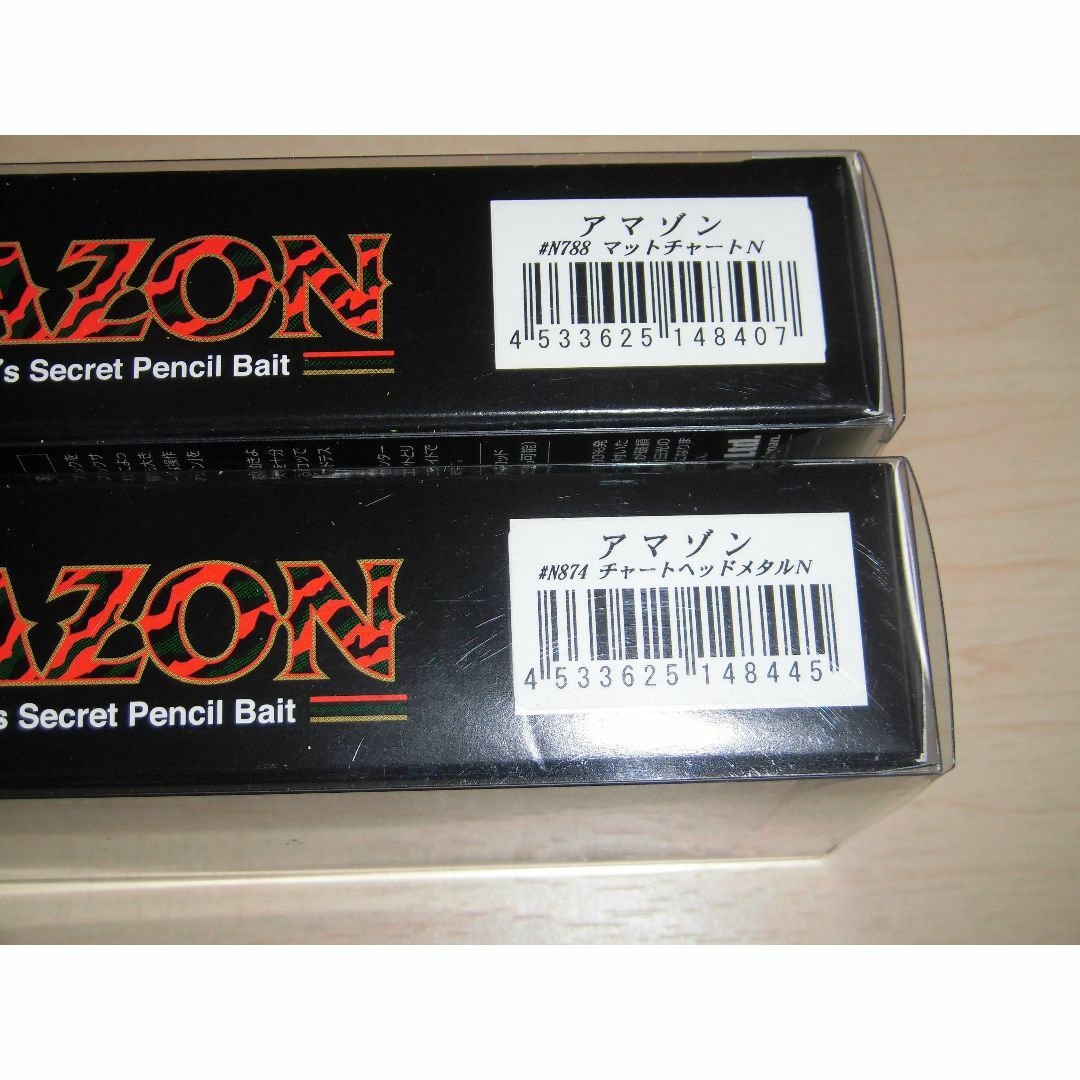 AZON
's Secret Pencil Bait
アマゾン
#N788 マットチャートN
4 533625 148407
Ltd.
AZON
s Secret Pencil Bait
アマゾン
#N874 チャートヘッドメタルN
4 533625 148445